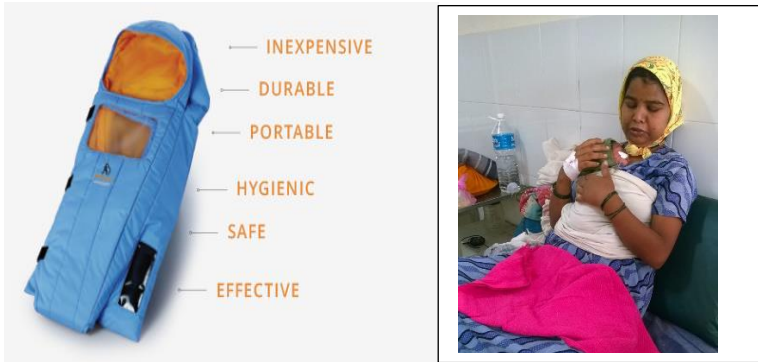 INEXPENSIVE
DURABLE
PORTABLE
HYGIENIC
SAFE
EFFECTIVE